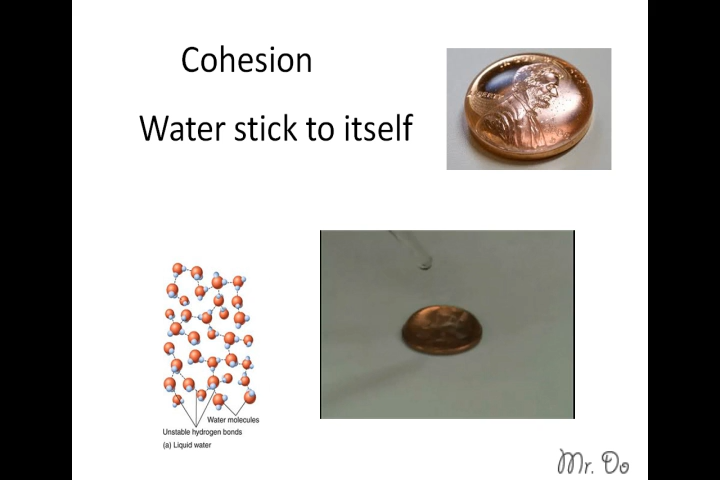 Cohesion
Water stick to itself
Water molecules
Unstable hydrogen bonds
(a) Liquid water
Mr. Do